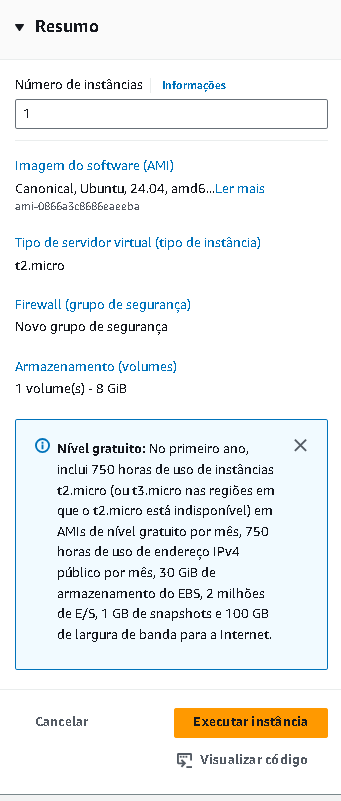 Resumo
Número de instâncias Informações
1
Imagem do software (AMI)
Canonical, Ubuntu, 24.04, amd6...Ler mais
ami-0866a3c8686eaeeba
Tipo de servidor virtual (tipo de instância)
t2.micro
Firewall (grupo de segurança)
Novo grupo de segurança
Armazenamento (volumes)
1 volume(s) - 8 GiB
Nível gratuito: No primeiro ano,
inclui 750 horas de uso de instâncias
t2.micro (ou t3.micro nas regiões em
que o t2.micro está indisponível) em
AMIs de nível gratuito por mês, 750
horas de uso de endereço IPv4
público por mês, 30 GiB de
armazenamento do EBS, 2 milhões
de E/S, 1 GB de snapshots e 100 GB
de largura de banda para a Internet.
Cancelar
Executar instância
Visualizar código